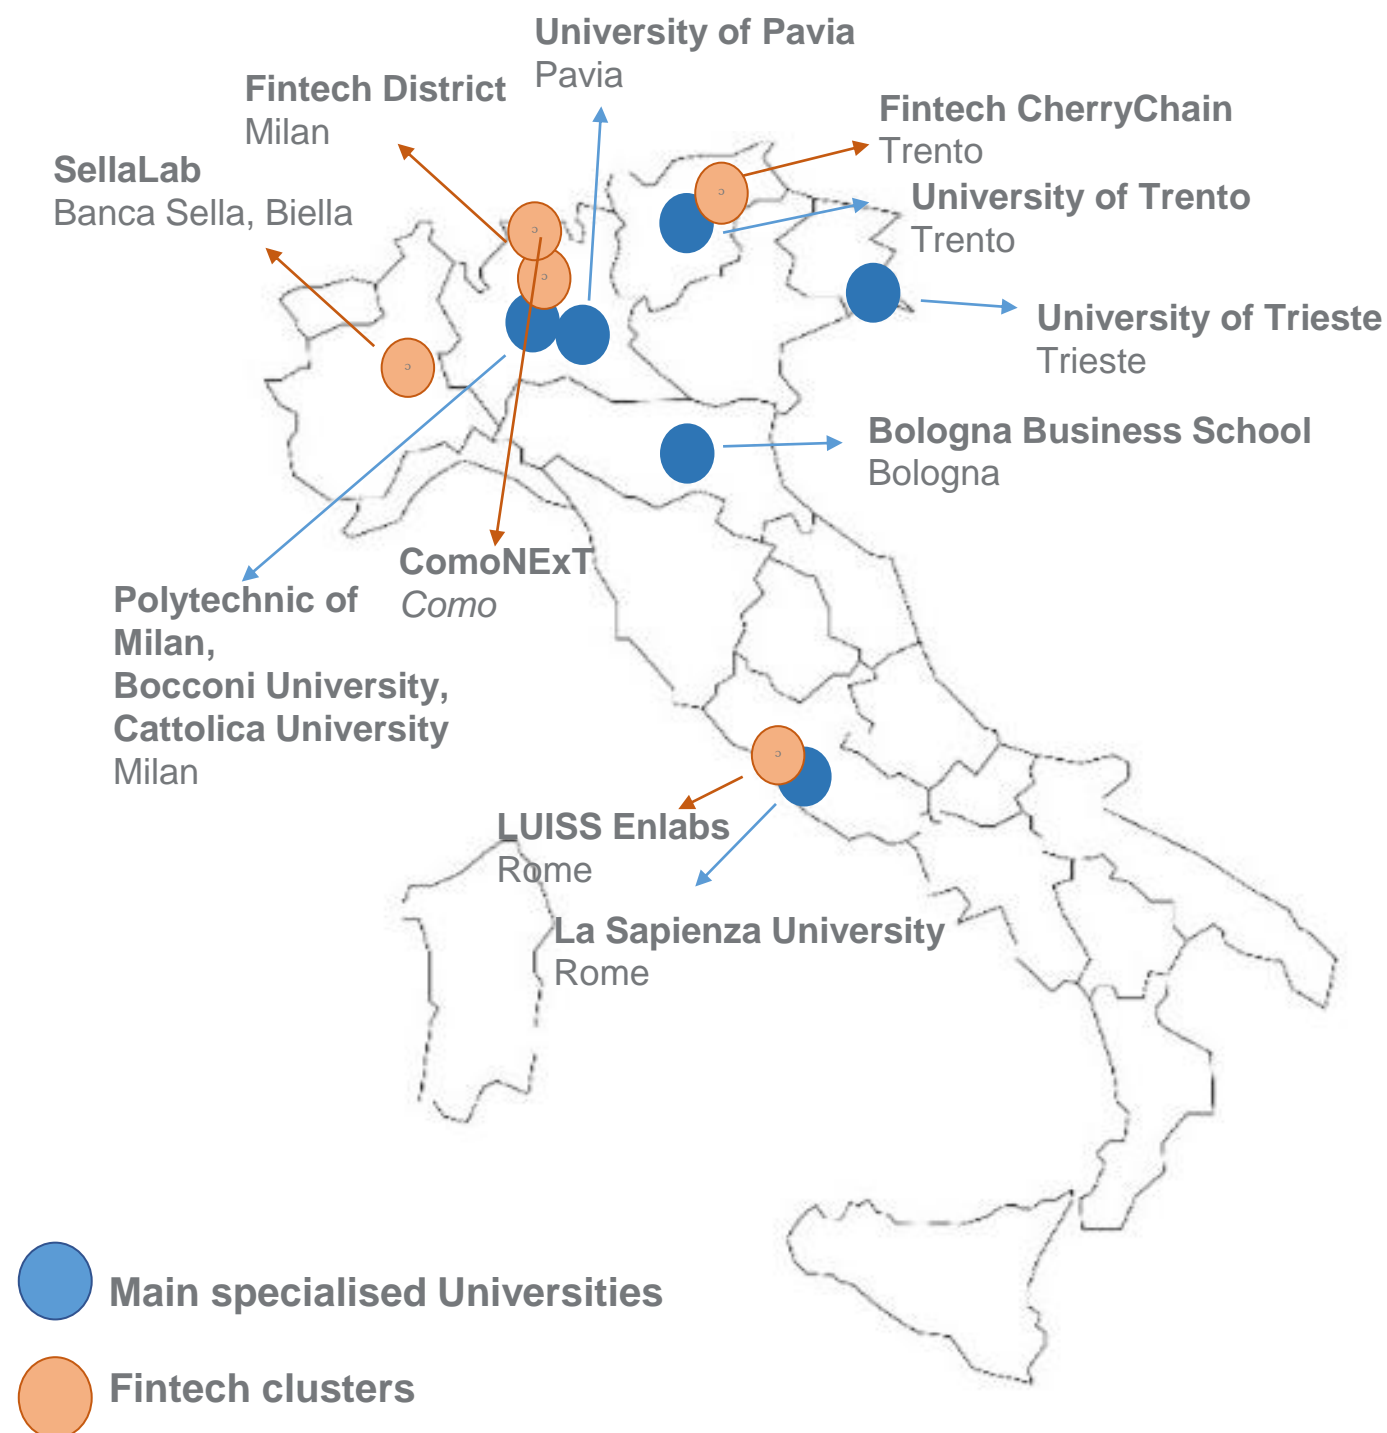 University of Pavia
Pavia
Fintech District
Milan
Fintech CherryChain
Trento
SellaLab
Banca Sella, Biella
University of Trento
Trento
University of Trieste
Trieste
Bologna Business School
Bologna
ComoNExT
Como
Polytechnic of
Milan,
Bocconi University,
Cattolica University
Milan
LUISS Enlabs
Rome
La Sapienza University
Rome
Main specialised Universities
Fintech clusters